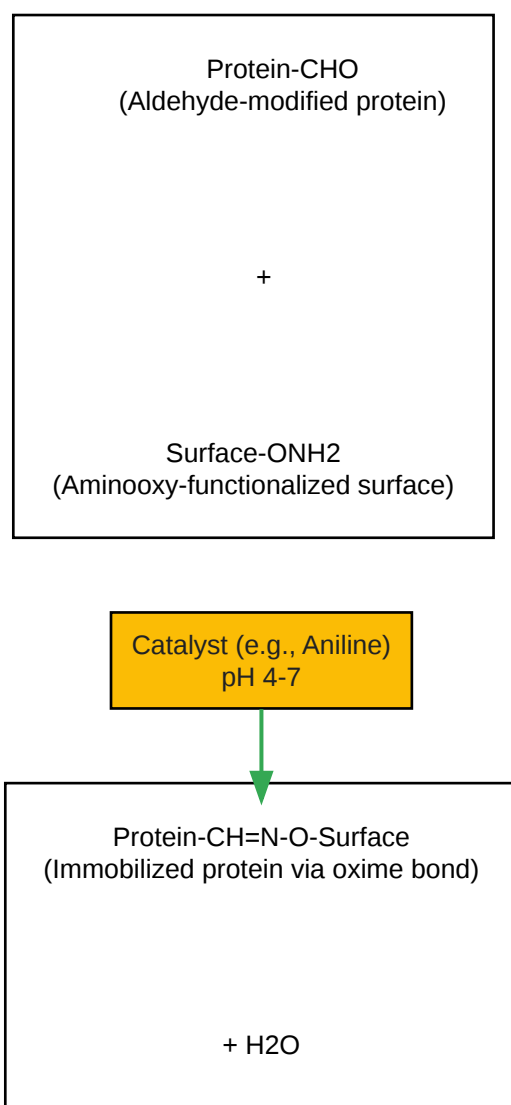 Protein-CHO
(Aldehyde-modified protein)
+
Surface-ONH2
(Aminooxy-functionalized surface)
Catalyst (e.g., Aniline)
pH 4-7
Protein-CH=N-O-Surface
(Immobilized protein via oxime bond)
+ H2O